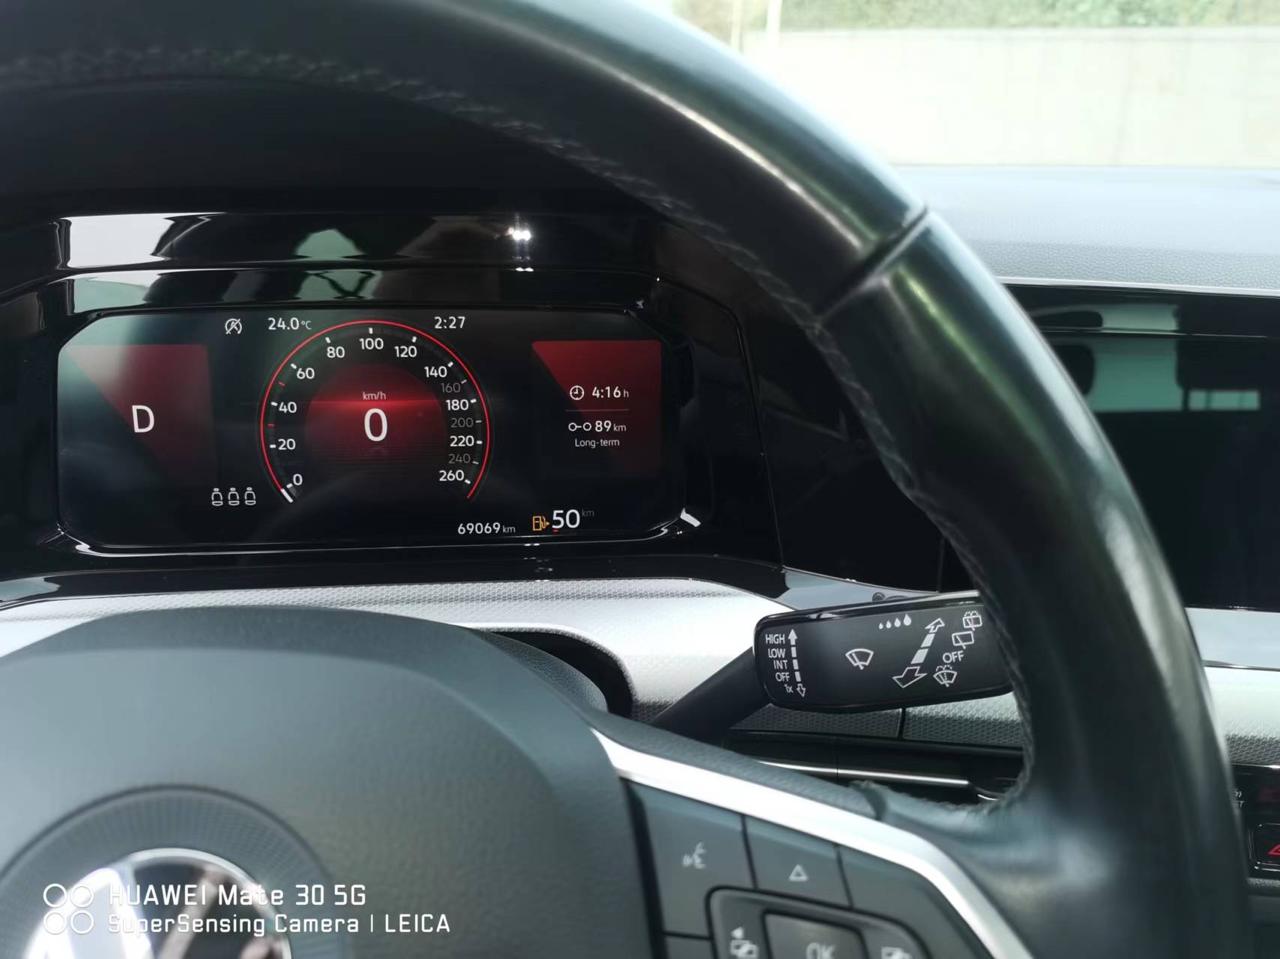 24.0°C
2:27
D
km/h
0
0
20
40
60
80
100
120
140
160
180
200
220
240
260
4:16 h
89 km
Long-term
69069 km
50 km
HIGH
LOW
INT
OFF
1x
OFF
OK
HUAWEI Mate 30 5G
SuperSensing Camera | LEICA